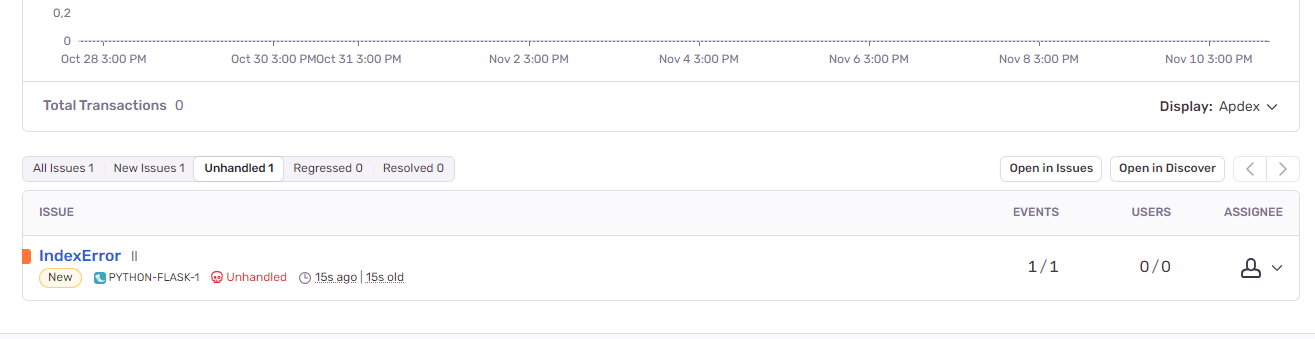 0,2
0
Oct 28 3:00 PM Oct 30 3:00 PM Oct 31 3:00 PM Nov 2 3:00 PM Nov 4 3:00 PM Nov 6 3:00 PM Nov 8 3:00 PM Nov 10 3:00 PM
Total Transactions 0 Display: Apdex
All Issues 1 New Issues 1 Unhandled 1 Regressed 0 Resolved 0 Open in Issues Open in Discover
ISSUE EVENTS USERS ASSIGNEE
IndexError ll
New PYTHON-FLASK-1 Unhandled 15s ago | 15s old 1/1 0/0